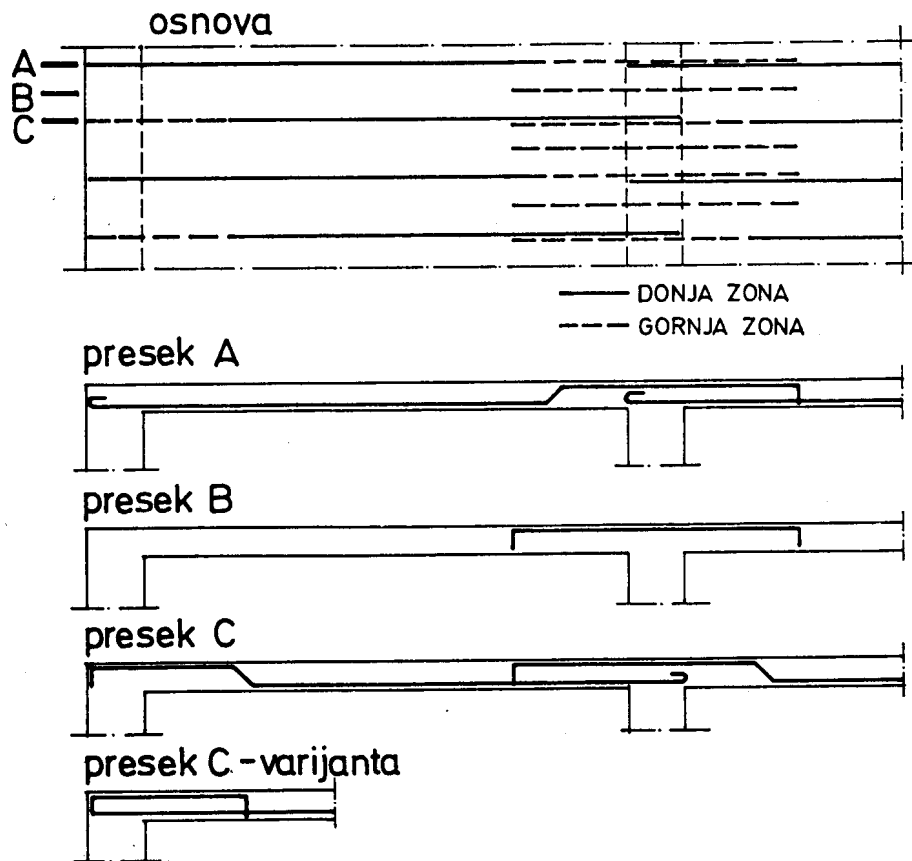 osnova
A
B
C
DONJA ZONA
GORNJA ZONA
presek A
presek B
presek C
presek C-varijanta